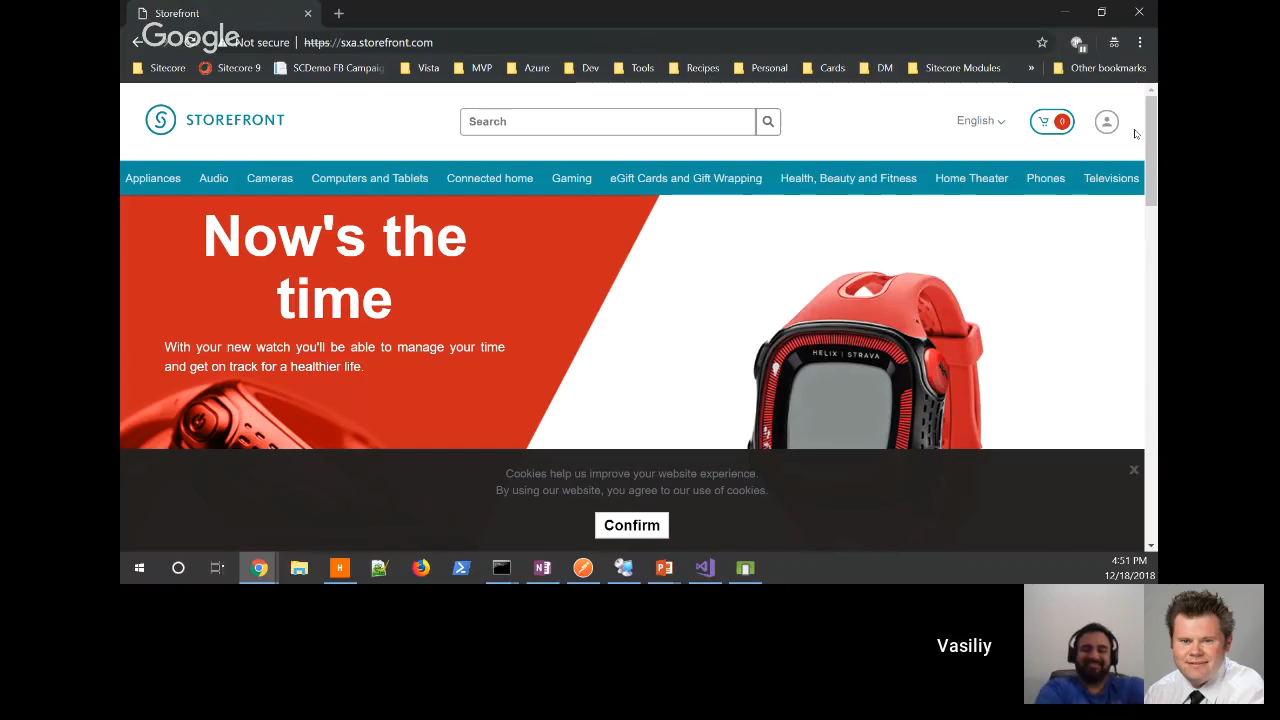 Storefront
Google
Not secure https://sxa.storefront.com
Sitecore Sitecore 9 SCDemo FB Campaig Vista MVP Azure Dev Tools Recipes Personal Cards DM Sitecore Modules » Other bookmarks
STOREFRONT
Search
English
0
Appliances Audio Cameras Computers and Tablets Connected home Gaming eGift Cards and Gift Wrapping Health, Beauty and Fitness Home Theater Phones Televisions
Now's the
time
With your new watch you'll be able to manage your time
and get on track for a healthier life.
HELIX | STRAVA
Cookies help us improve your website experience.
By using our website, you agree to our use of cookies.
Confirm
4:51 PM
12/18/2018
Vasiliy